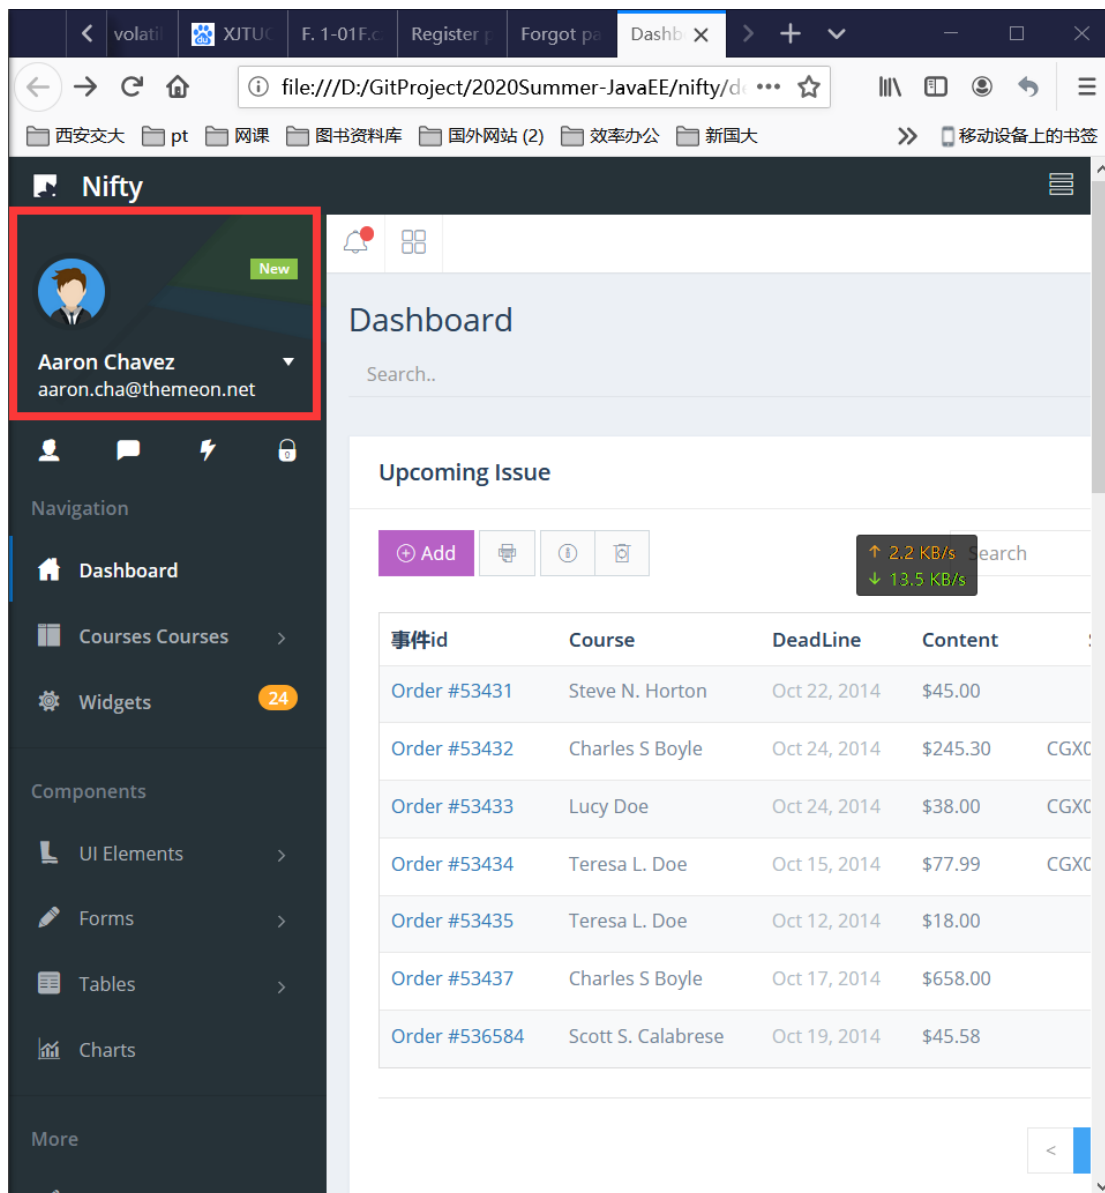 volati
XJTUC
F. 1-01F.c
Register p
Forgot pa
Dashb
file:///D:/GitProject/2020Summer-JavaEE/nifty/de
西安交大
pt
网课
图书资料库
国外网站 (2)
效率办公
新国大
移动设备上的书签
Nifty
New
Aaron Chavez
aaron.cha@themeon.net
Navigation
Dashboard
Courses Courses
Widgets
24
Components
UI Elements
Forms
Tables
Charts
More
Dashboard
Search..
Upcoming Issue
Add
Search
↑ 2.2 KB/s
↓ 13.5 KB/s
事件id Course DeadLine Content
Order #53431 Steve N. Horton Oct 22, 2014 $45.00
Order #53432 Charles S Boyle Oct 24, 2014 $245.30 CGX0
Order #53433 Lucy Doe Oct 24, 2014 $38.00 CGX0
Order #53434 Teresa L. Doe Oct 15, 2014 $77.99 CGX0
Order #53435 Teresa L. Doe Oct 12, 2014 $18.00
Order #53437 Charles S Boyle Oct 17, 2014 $658.00
Order #536584 Scott S. Calabrese Oct 19, 2014 $45.58
<